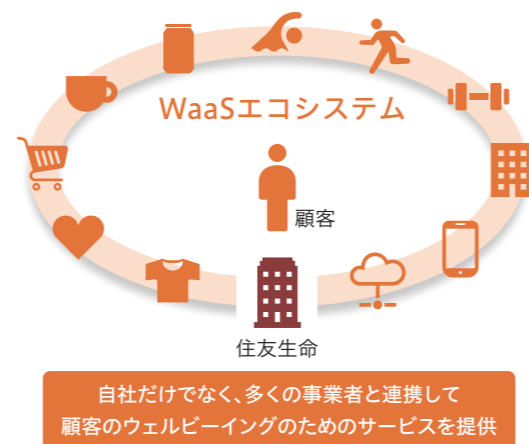 WaaSエコシステム
顧客
住友生命
自社だけでなく、多くの事業者と連携して
顧客のウェルビーイングのためのサービスを提供